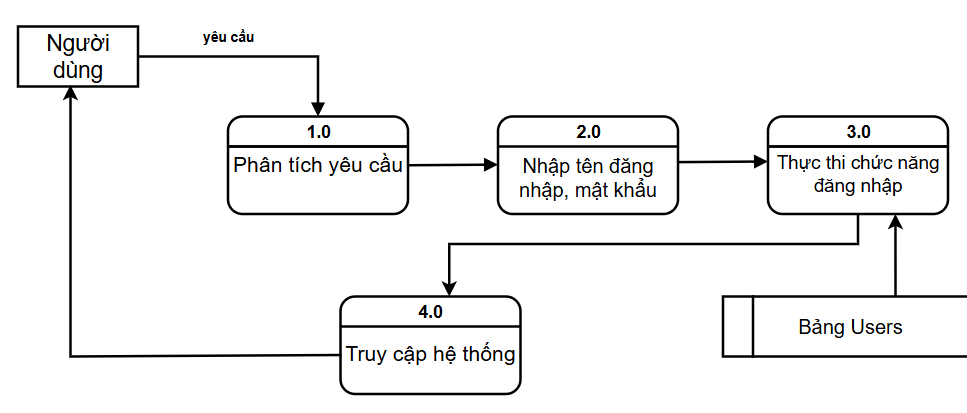 Người
dùng
yêu cầu
1.0
Phân tích yêu cầu
2.0
Nhập tên đăng
nhập, mật khẩu
3.0
Thực thi chức năng
đăng nhập
4.0
Truy cập hệ thống
Bảng Users